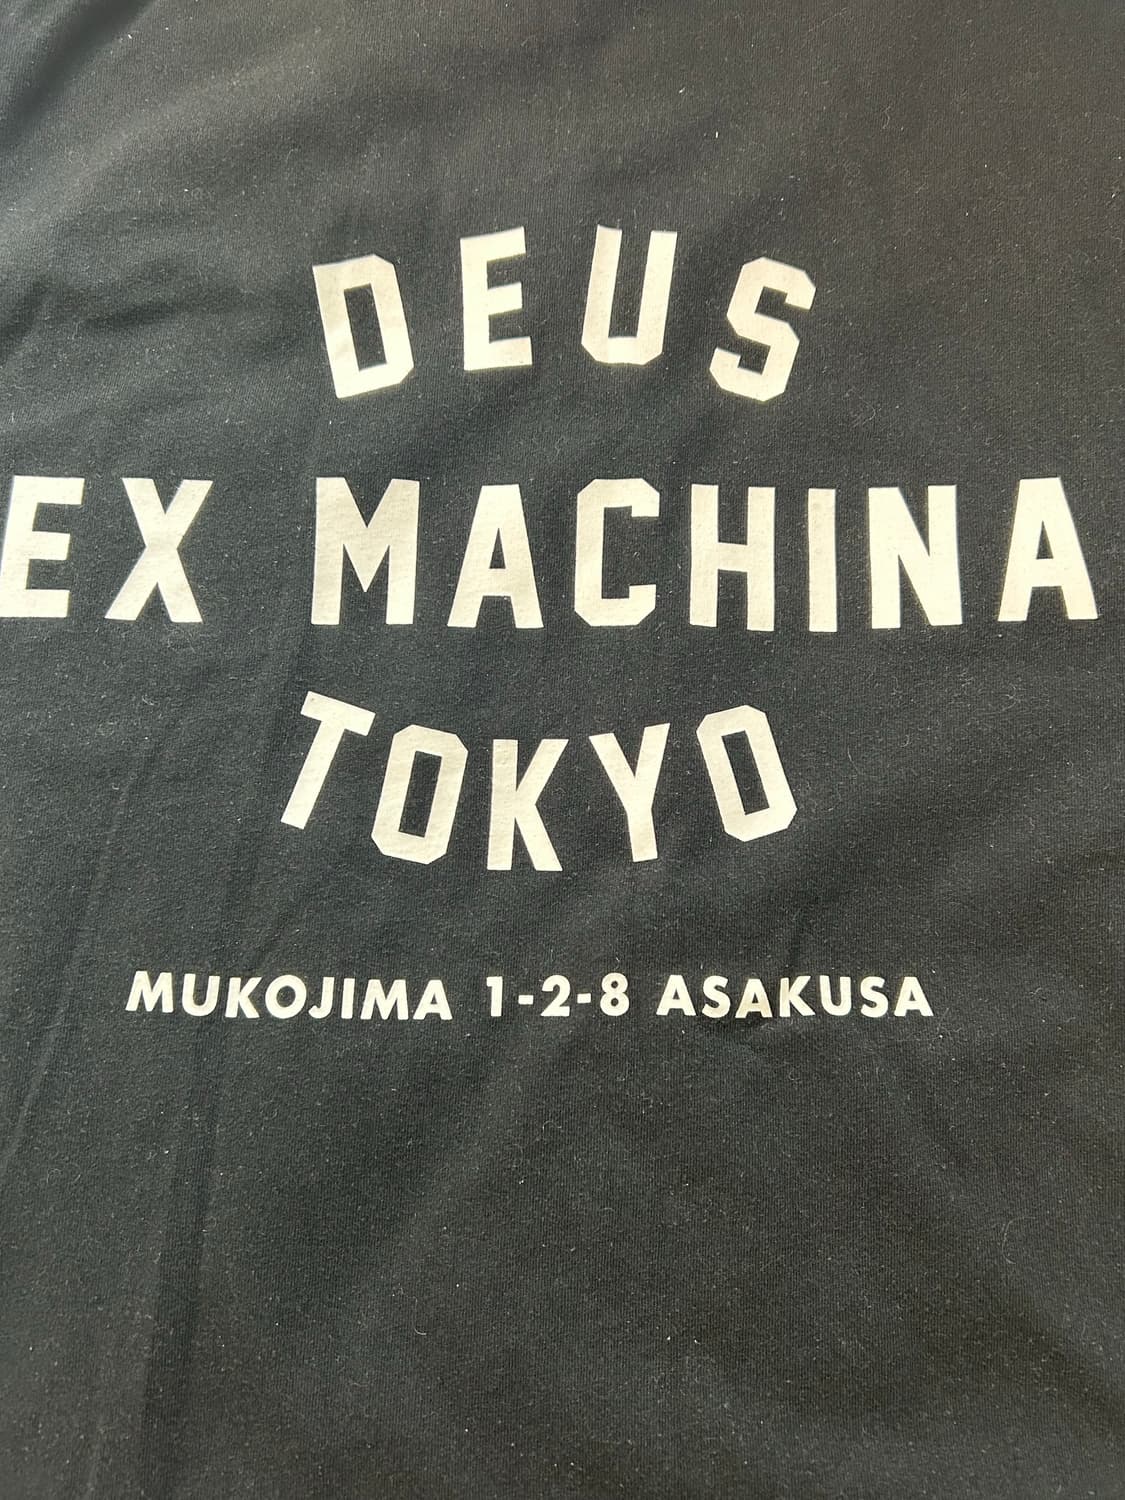 DEUS
EX MACHINA
TOKYO
MUKOJIMA 1-2-8 ASAKUSA